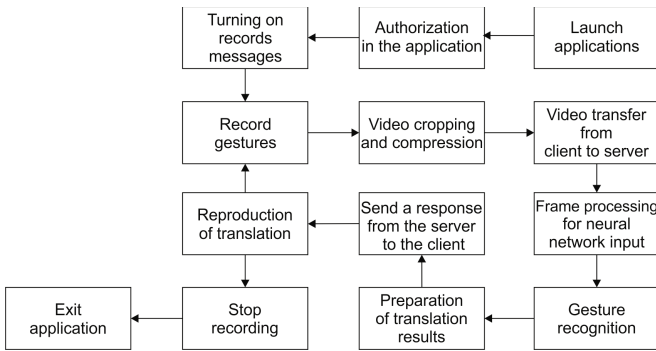 Turning on
records
messages
Authorization
in the application
Launch
applications
Record
gestures
Video cropping
and compression
Video transfer
from
client to server
Reproduction
of translation
Send a response
from the server
to the client
Frame processing
for neural
network input
Exit
application
Stop
recording
Preparation
of translation
results
Gesture
recognition